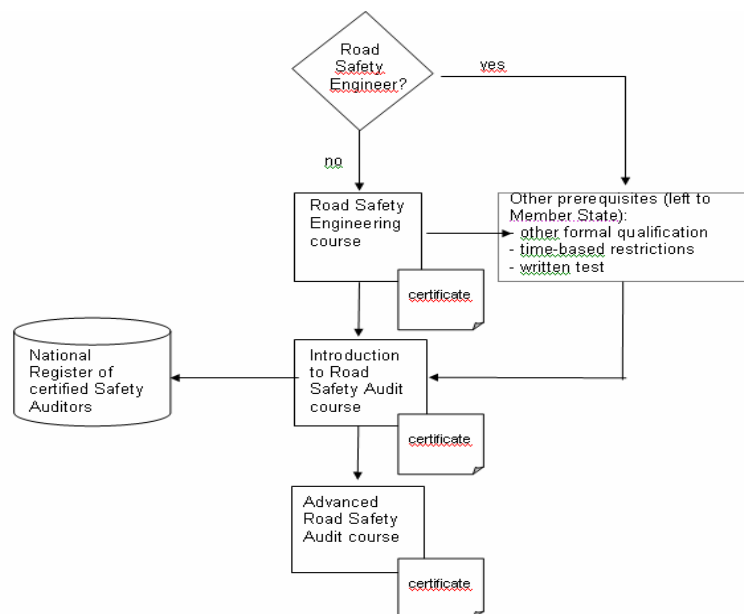 Road
Safety
Engineer?
yes
no
Road Safety
Engineering
course
Other prerequisites (left to
Member State):
- other formal qualification
- time-based restrictions
- written test
certificate
National
Register of
certified Safety
Auditors
Introduction
to Road
Safety Audit
course
certificate
Advanced
Road Safety
Audit course
certificate